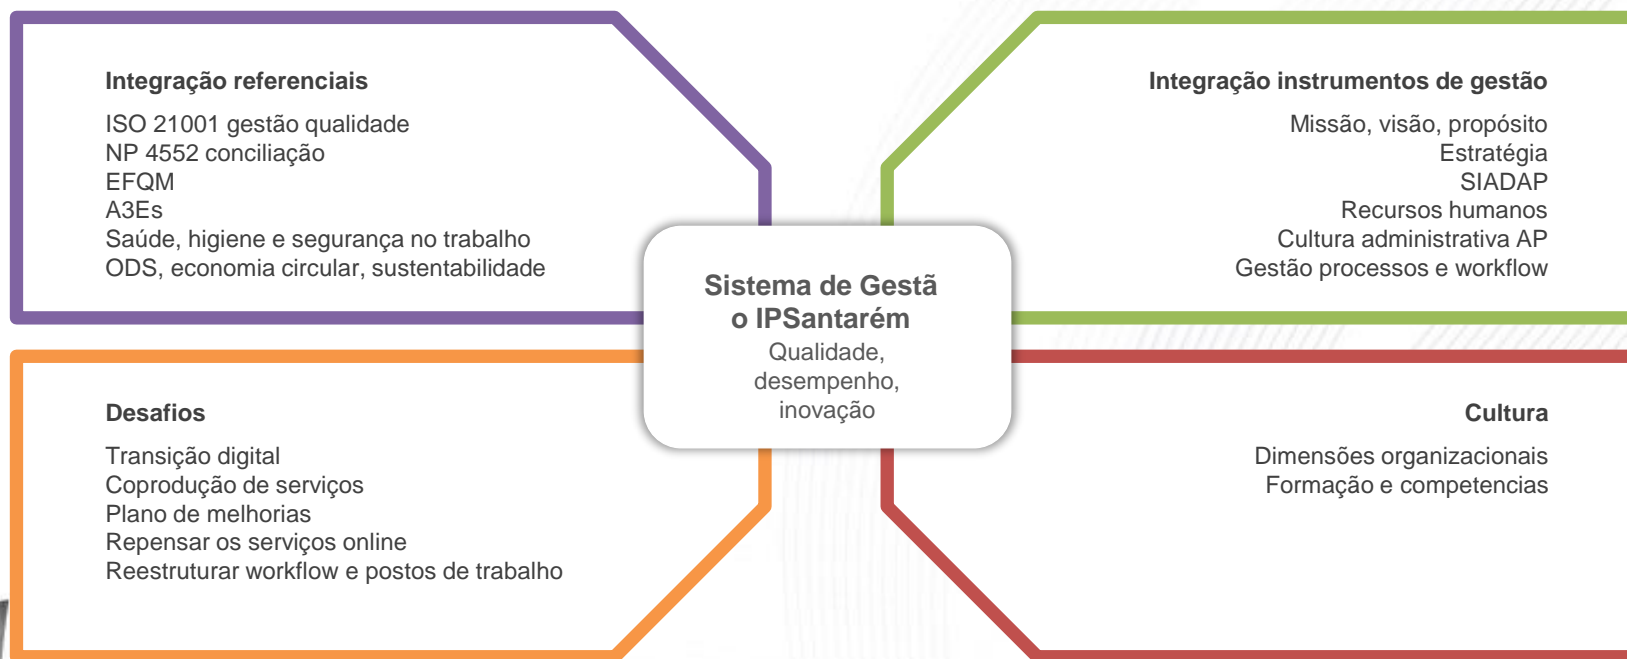 Integração referenciais
ISO 21001 gestão qualidade
NP 4552 conciliação
EFQM
A3Es
Saúde, higiene e segurança no trabalho
ODS, economia circular, sustentabilidade
Integração instrumentos de gestão
Missão, visão, propósito
Estratégia
SIADAP
Recursos humanos
Cultura administrativa AP
Gestão processos e workflow
Sistema de Gestã
o IPSantarém
Qualidade,
desempenho,
inovação
Desafios
Transição digital
Coprodução de serviços
Plano de melhorias
Repensar os serviços online
Reestruturar workflow e postos de trabalho
Cultura
Dimensões organizacionais
Formação e competencias